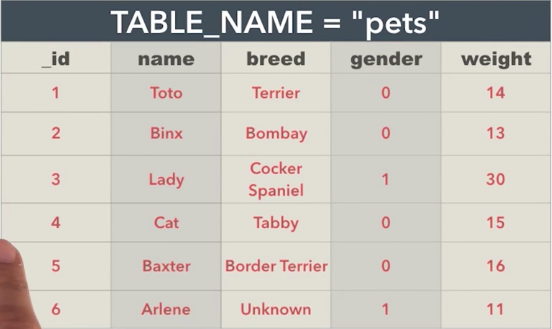 TABLE_NAME = "pets"
_id name breed gender weight
1 Toto Terrier 0 14
2 Binx Bombay 0 13
3 Lady Cocker Spaniel 1 30
4 Cat Tabby 0 15
5 Baxter Border Terrier 0 16
6 Arlene Unknown 1 11